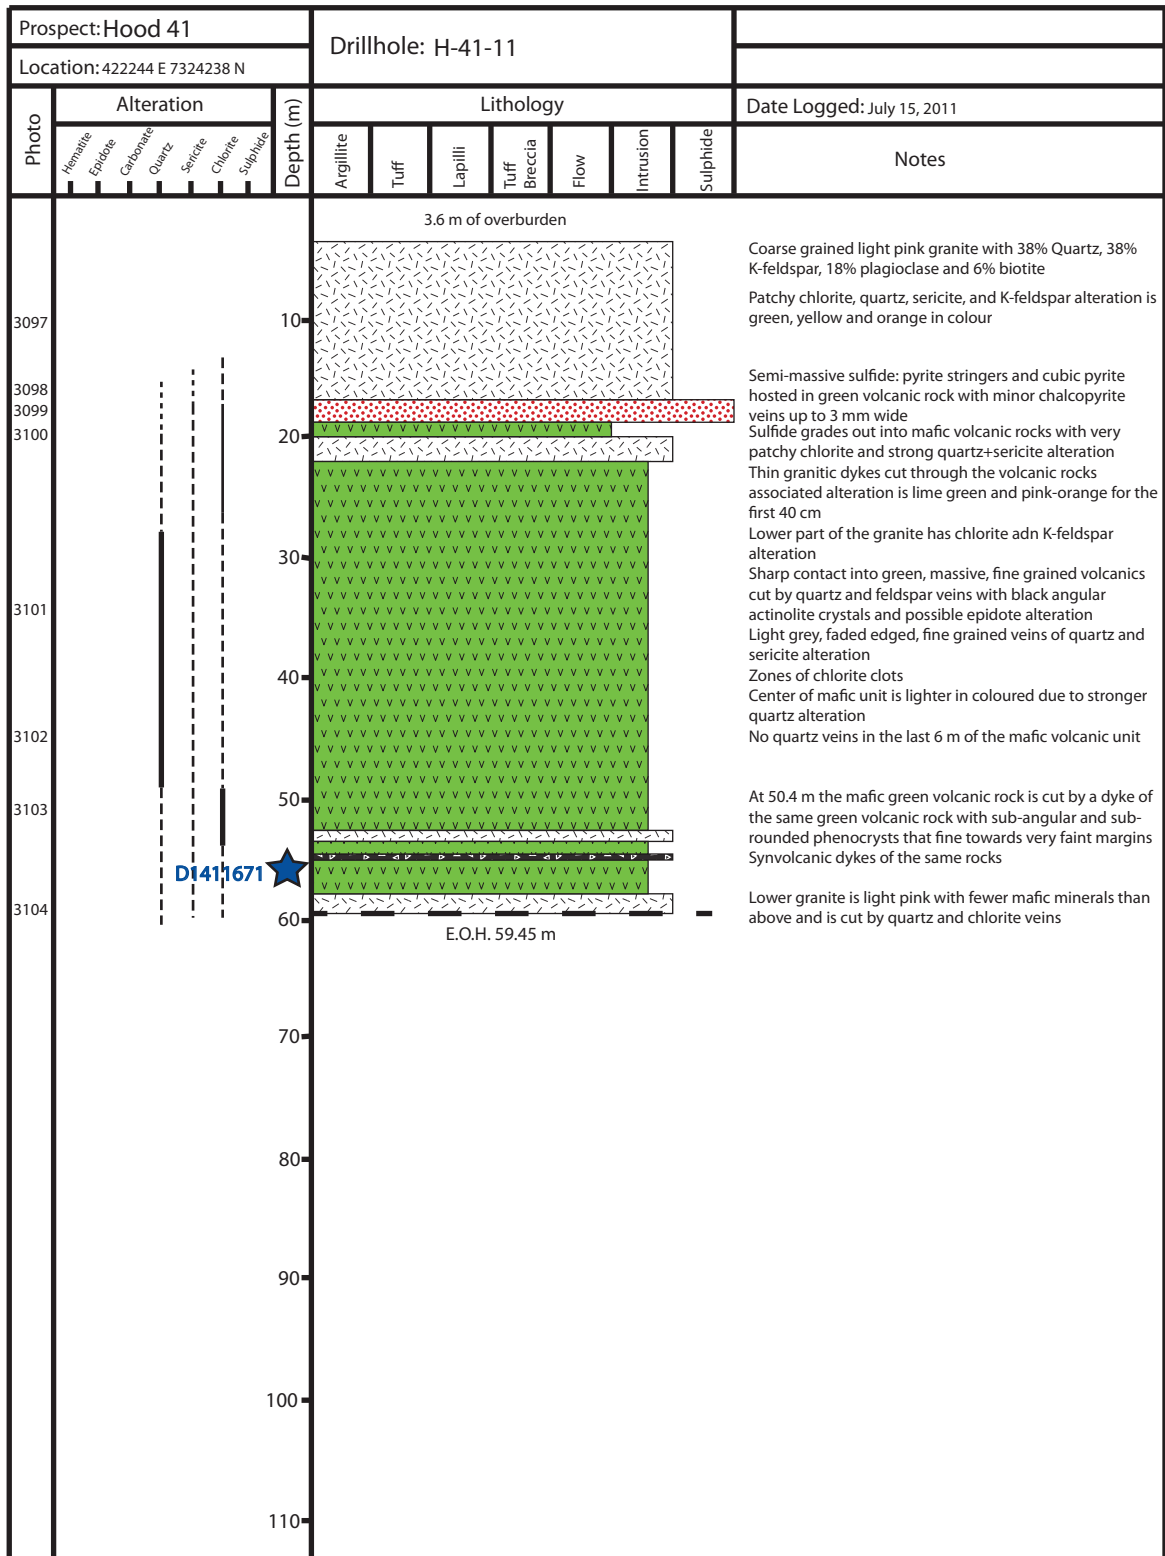 Prospect: Hood 41
Location: 422244 E 7324238 N
Drillhole: H-41-11
Photo
Alteration
Hematite
Epidote
Carbonate
Quartz
Sericite
Chlorite
Sulphide
Depth (m)
Lithology
Argillite
Tuff
Lapilli
Tuff
Breccia
Flow
Intrusion
Sulphide
Date Logged: July 15, 2011
Notes
3.6 m of overburden
Coarse grained light pink granite with 38% Quartz, 38%
K-feldspar, 18% plagioclase and 6% biotite
Patchy chlorite, quartz, sericite, and K-feldspar alteration is
green, yellow and orange in colour
3097
10
3098
3099
3100
Semi-massive sulfide: pyrite stringers and cubic pyrite
hosted in green volcanic rock with minor chalcopyrite
veins up to 3 mm wide
20
Sulfide grades out into mafic volcanic rocks with very
patchy chlorite and strong quartz+sericite alteration
Thin granitic dykes cut through the volcanic rocks
associated alteration is lime green and pink-orange for the
first 40 cm
Lower part of the granite has chlorite adn K-feldspar
alteration
30
Sharp contact into green, massive, fine grained volcanics
cut by quartz and feldspar veins with black angular
actinolite crystals and possible epidote alteration
3101
Light grey, faded edged, fine grained veins of quartz and
sericite alteration
40
Zones of chlorite clots
Center of mafic unit is lighter in coloured due to stronger
quartz alteration
3102
No quartz veins in the last 6 m of the mafic volcanic unit
50
3103
At 50.4 m the mafic green volcanic rock is cut by a dyke of
the same green volcanic rock with sub-angular and sub-
rounded phenocrysts that fine towards very faint margins
Synvolcanic dykes of the same rocks
D1411671
3104
60
Lower granite is light pink with fewer mafic minerals than
above and is cut by quartz and chlorite veins
E.O.H. 59.45 m
70
80
90
100
110